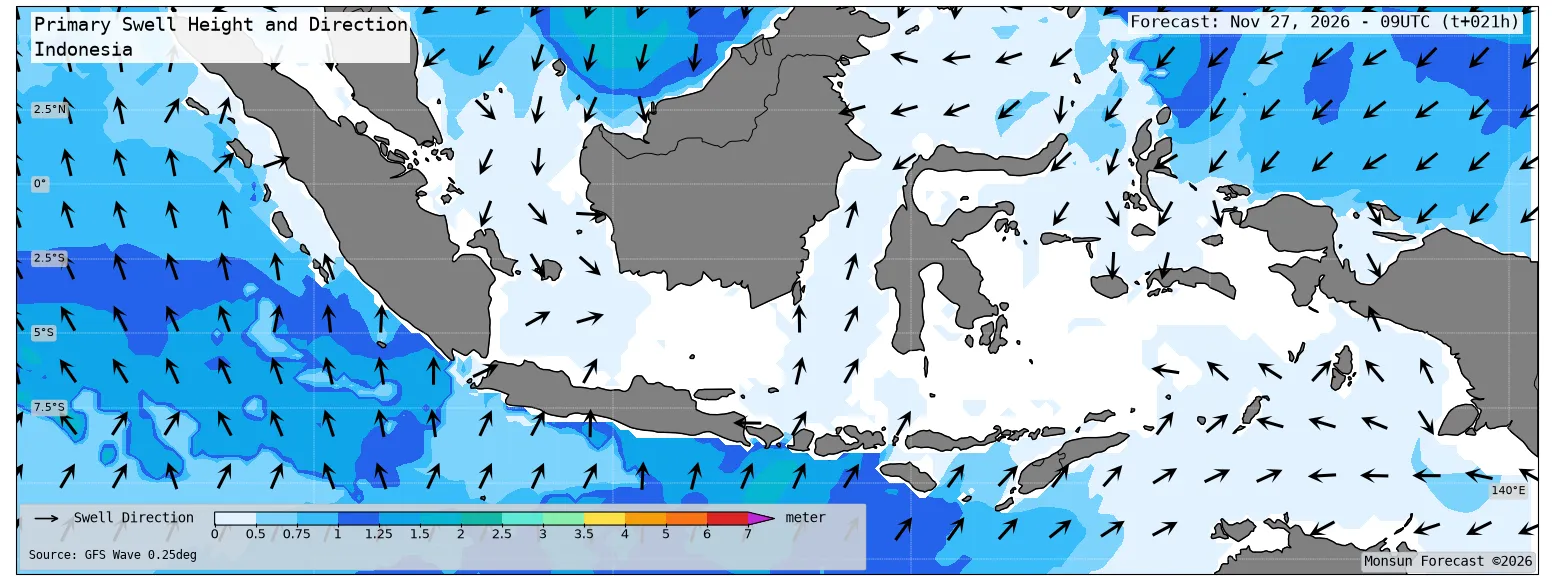 Primary Swell Height and Direction
Indonesia
Forecast: Nov 27, 2026 - 09UTC (t+021h)
2.5°N
0°
2.5°S
5°S
7.5°S
140°E
Swell Direction
meter
0 0.5 0.75 1 1.25 1.5 2 2.5 3 3.5 4 5 6 7
Source: GFS Wave 0.25deg
Monsun Forecast ©2026